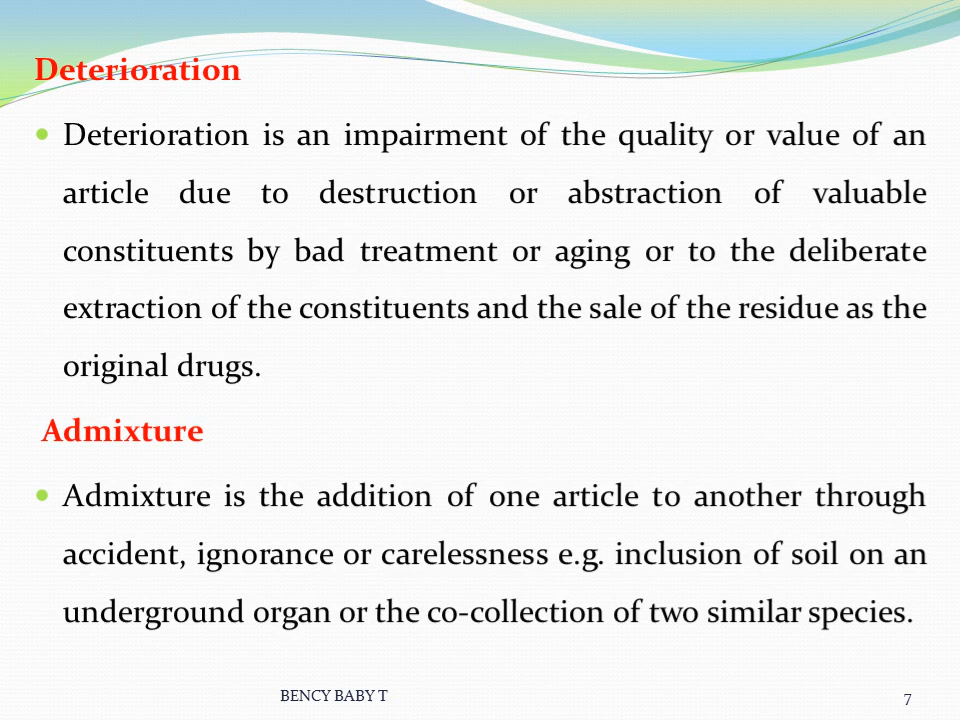 Deterioration
Deterioration is an impairment of the quality or value of an
article due to destruction or abstraction of valuable
constituents by bad treatment or aging or to the deliberate
extraction of the constituents and the sale of the residue as the
original drugs.
Admixture
Admixture is the addition of one article to another through
accident, ignorance or carelessness e.g. inclusion of soil on an
underground organ or the co-collection of two similar species.
BENCY BABY T
7